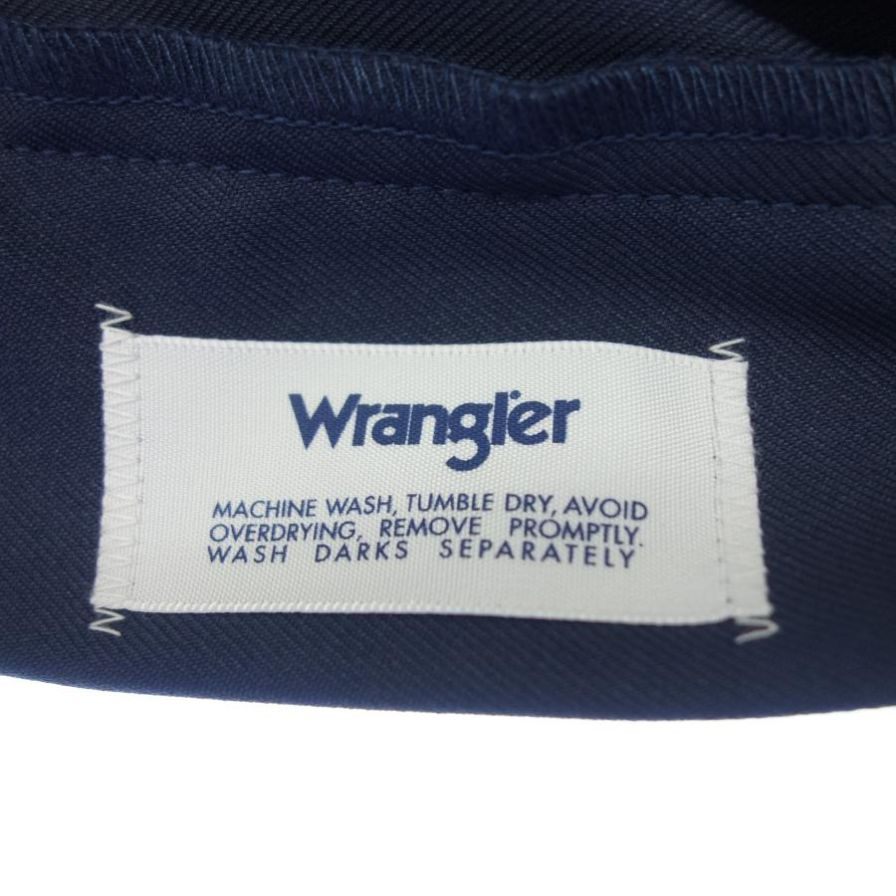 Wrangler
MACHINE WASH, TUMBLE DRY, AVOID
OVERDRYING, REMOVE PROMPTLY.
WASH DARKS SEPARATELY